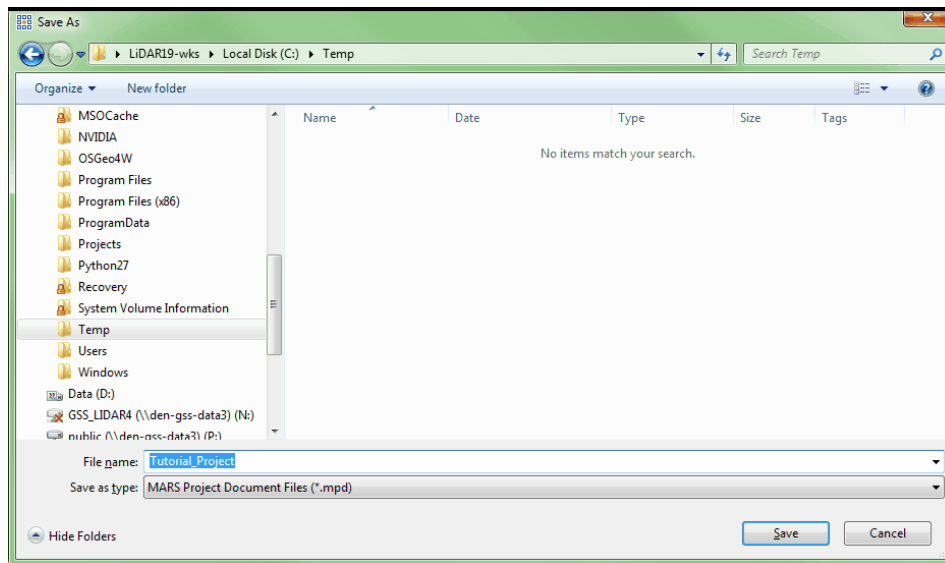 Save As
LiDAR19-wks ▸ Local Disk (C:) ▸ Temp
Search Temp
Organize New folder
Name Date Type Size Tags
No items match your search.
MSOCache
NVIDIA
OSGeo4W
Program Files
Program Files (x86)
ProgramData
Projects
Python27
Recovery
System Volume Information
Temp
Users
Windows
Data (D:)
GSS_LIDAR4 (\\den-gss-data3) (N:)
public (\\den-gss-data3) (P:)
File name: Tutorial_Project
Save as type: MARS Project Document Files (*.mpd)
Hide Folders Save Cancel